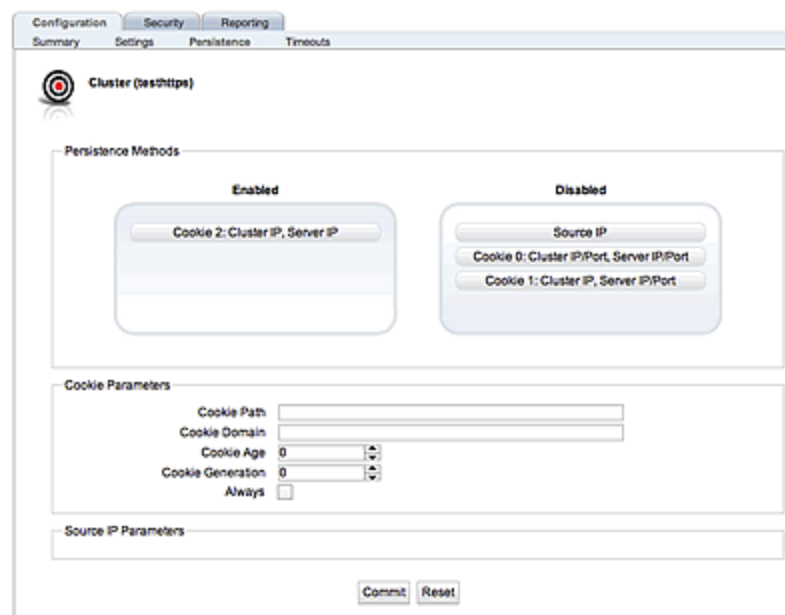 Configuration Security Reporting
Summary Settings Persistence Timeouts
Cluster (testhttps)
Persistence Methods
Enabled Disabled
Cookie 2: Cluster IP, Server IP Source IP
Cookie 0: Cluster IP/Port, Server IP/Port
Cookie 1: Cluster IP, Server IP/Port
Cookie Parameters
Cookie Path
Cookie Domain
Cookie Age 0
Cookie Generation 0
Always
Source IP Parameters
Commit Reset